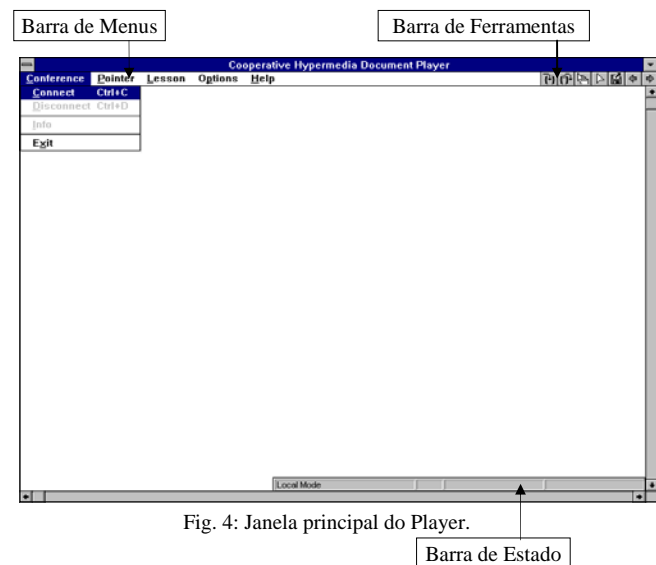 Barra de Menus
Barra de Ferramentas
Cooperative Hypermedia Document Player
Conference Pointer Lesson Options Help
Connect Ctrl+C
Disconnect Ctrl+D
Info
Exit
Local Mode
Fig. 4: Janela principal do Player.
Barra de Estado